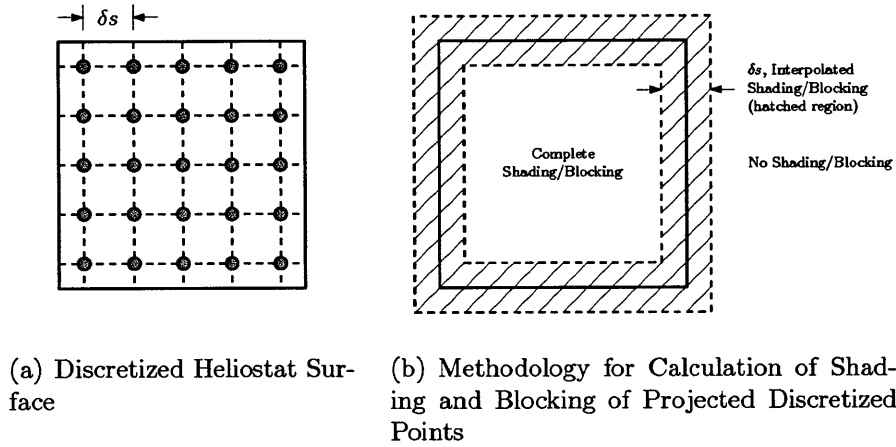 δs
δs, Interpolated
Shading/Blocking
(hatched region)
Complete
Shading/Blocking
No Shading/Blocking
(a) Discretized Heliostat Sur-
face
(b) Methodology for Calculation of Shad-
ing and Blocking of Projected Discretized
Points